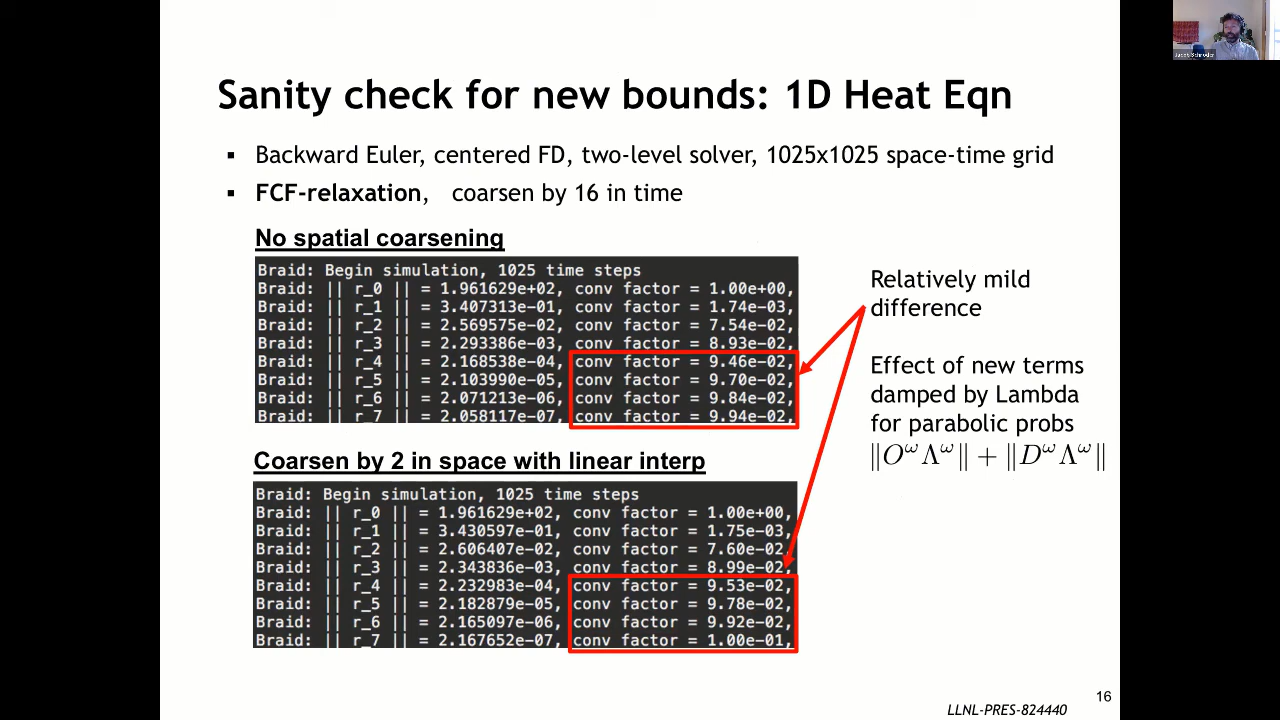 Jacob Schroder
Sanity check for new bounds: 1D Heat Eqn
▪ Backward Euler, centered FD, two-level solver, 1025x1025 space-time grid
▪ FCF-relaxation, coarsen by 16 in time
No spatial coarsening
Braid: Begin simulation, 1025 time steps
Braid: || r_0 || = 1.961629e+02, conv factor = 1.00e+00,
Braid: || r_1 || = 3.407313e-01, conv factor = 1.74e-03,
Braid: || r_2 || = 2.569575e-02, conv factor = 7.54e-02,
Braid: || r_3 || = 2.293386e-03, conv factor = 8.93e-02,
Braid: || r_4 || = 2.168538e-04, conv factor = 9.46e-02,
Braid: || r_5 || = 2.103990e-05, conv factor = 9.70e-02,
Braid: || r_6 || = 2.071213e-06, conv factor = 9.84e-02,
Braid: || r_7 || = 2.058117e-07, conv factor = 9.94e-02,
Coarsen by 2 in space with linear interp
Braid: Begin simulation, 1025 time steps
Braid: || r_0 || = 1.961629e+02, conv factor = 1.00e+00,
Braid: || r_1 || = 3.430597e-01, conv factor = 1.75e-03,
Braid: || r_2 || = 2.606407e-02, conv factor = 7.60e-02,
Braid: || r_3 || = 2.343836e-03, conv factor = 8.99e-02,
Braid: || r_4 || = 2.232983e-04, conv factor = 9.53e-02,
Braid: || r_5 || = 2.182879e-05, conv factor = 9.78e-02,
Braid: || r_6 || = 2.165097e-06, conv factor = 9.92e-02,
Braid: || r_7 || = 2.167652e-07, conv factor = 1.00e-01,
Relatively mild
difference
Effect of new terms
damped by Lambda
for parabolic probs
‖O^ω Λ^ω‖ + ‖D^ω Λ^ω‖
16
LLNL-PRES-824440